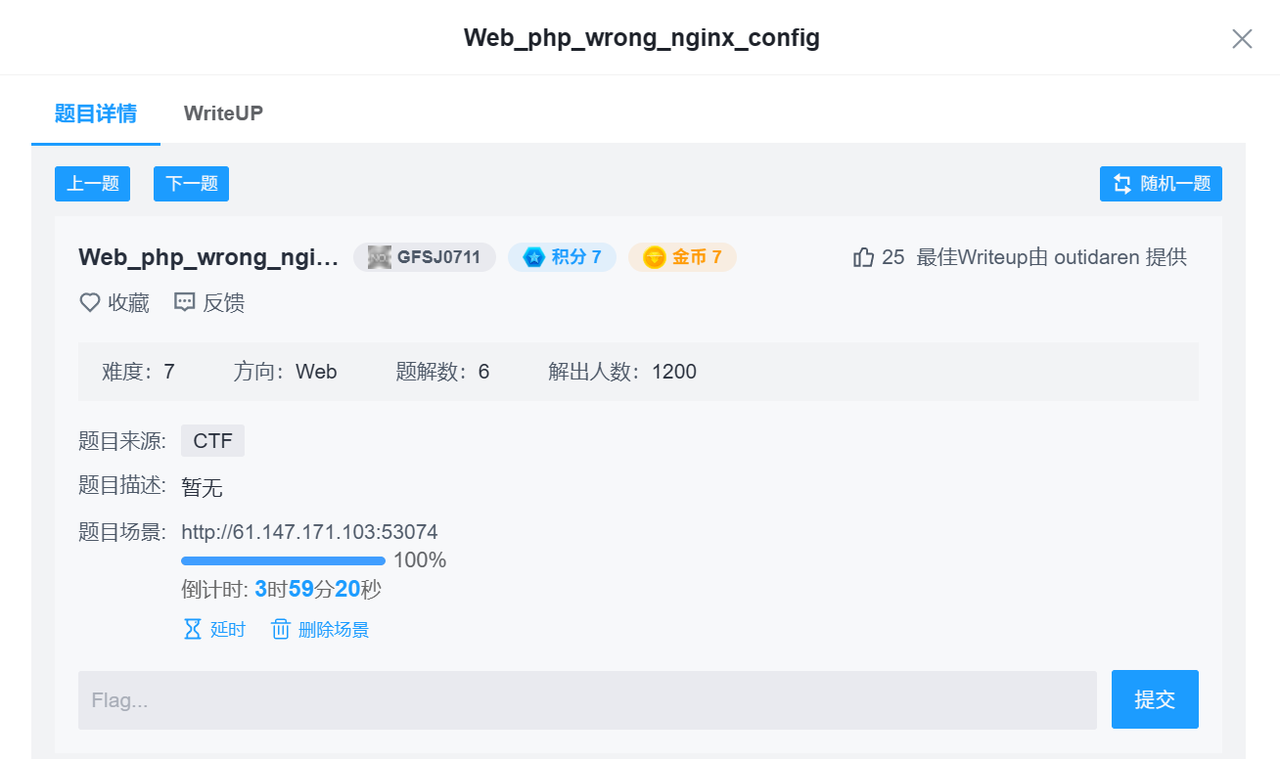 Web_php_wrong_nginx_config
题目详情 WriteUP
上一题 下一题 随机一题
Web_php_wrong_ngi... GFSJ0711 积分 7 金币 7 25 最佳Writeup由 outidaren 提供
收藏 反馈
难度：7 方向：Web 题解数：6 解出人数：1200
题目来源: CTF
题目描述: 暂无
题目场景: http://61.147.171.103:53074
100%
倒计时: 3时59分20秒
延时 删除场景
Flag... 提交